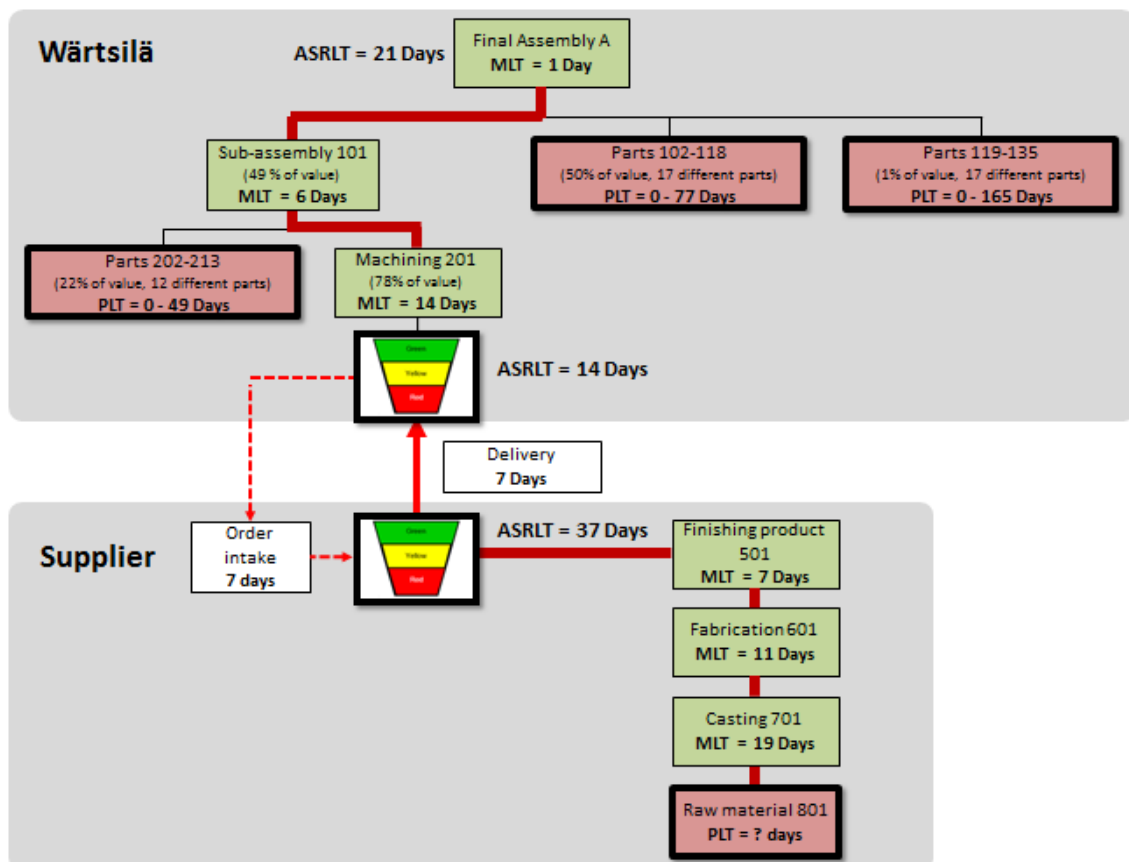 Wärtsilä
ASRLT = 21 Days
Final Assembly A
MLT = 1 Day
Sub-assembly 101
(49 % of value)
MLT = 6 Days
Parts 102-118
(50% of value, 17 different parts)
PLT = 0 - 77 Days
Parts 119-135
(1% of value, 17 different parts)
PLT = 0 - 165 Days
Parts 202-213
(22% of value, 12 different parts)
PLT = 0 - 49 Days
Machining 201
(78% of value)
MLT = 14 Days
Green
Yellow
Red
ASRLT = 14 Days
Delivery
7 Days
Supplier
Order
intake
7 days
Green
Yellow
Red
ASRLT = 37 Days
Finishing product
501
MLT = 7 Days
Fabrication 601
MLT = 11 Days
Casting 701
MLT = 19 Days
Raw material 801
PLT = ? days